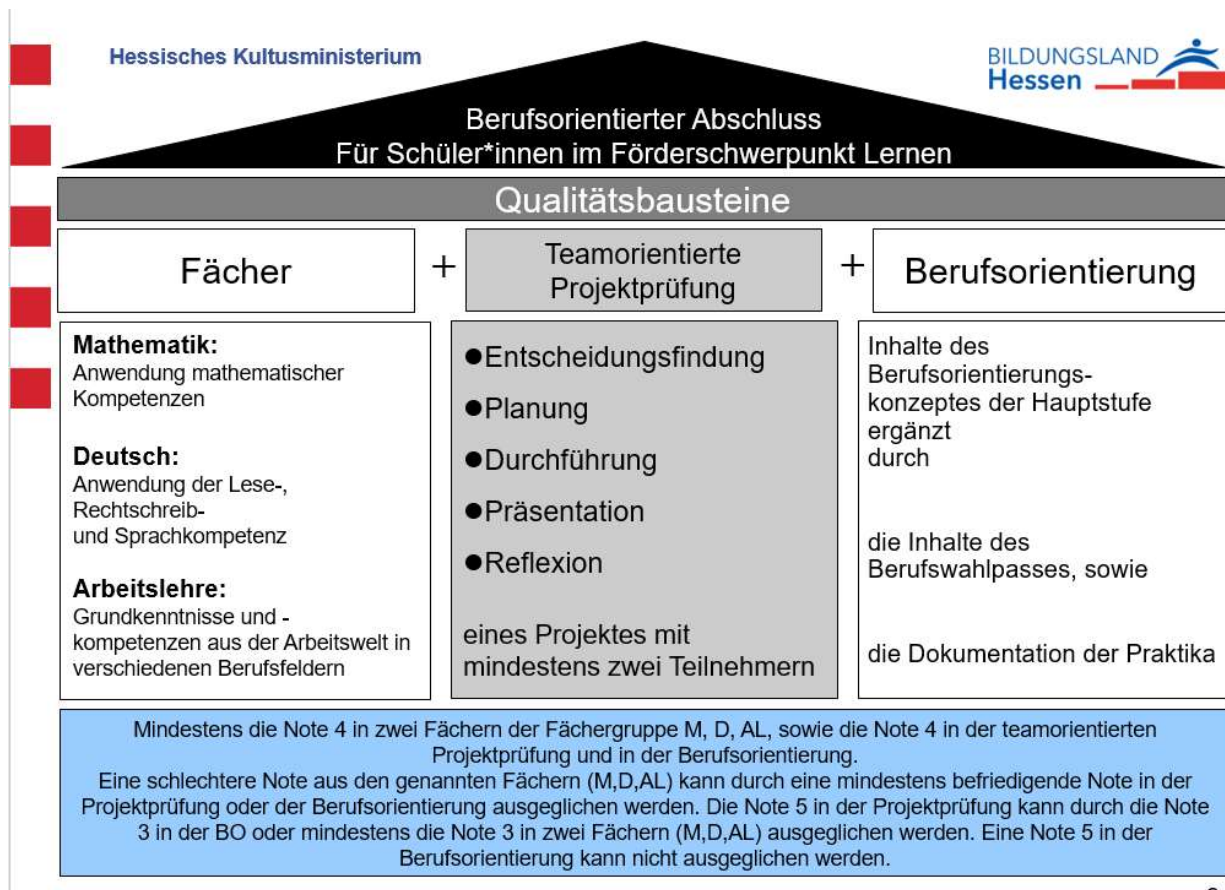 Hessisches Kultusministerium
BILDUNGSLAND
Hessen
Berufsorientierter Abschluss
Für Schüler*innen im Förderschwerpunkt Lernen
Qualitätsbausteine
Fächer
+
Teamorientierte
Projektprüfung
+
Berufsorientierung
Mathematik:
Anwendung mathematischer
Kompetenzen
Deutsch:
Anwendung der Lese-,
Rechtschreib-
und Sprachkompetenz
Arbeitslehre:
Grundkenntnisse und -
kompetenzen aus der Arbeitswelt in
verschiedenen Berufsfeldern
●Entscheidungsfindung
●Planung
●Durchführung
●Präsentation
●Reflexion
eines Projektes mit
mindestens zwei Teilnehmern
Inhalte des
Berufsorientierungs-
konzeptes der Hauptstufe
ergänzt
durch
die Inhalte des
Berufswahlpasses, sowie
die Dokumentation der Praktika
Mindestens die Note 4 in zwei Fächern der Fächergruppe M, D, AL, sowie die Note 4 in der teamorientierten
Projektprüfung und in der Berufsorientierung.
Eine schlechtere Note aus den genannten Fächern (M,D,AL) kann durch eine mindestens befriedigende Note in der
Projektprüfung oder der Berufsorientierung ausgeglichen werden. Die Note 5 in der Projektprüfung kann durch die Note
3 in der BO oder mindestens die Note 3 in zwei Fächern (M,D,AL) ausgeglichen werden. Eine Note 5 in der
Berufsorientierung kann nicht ausgeglichen werden.